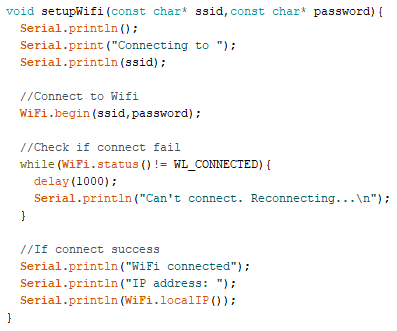 void setupWifi(const char* ssid,const char* password){
  Serial.println();
  Serial.print("Connecting to ");
  Serial.println(ssid);
  //Connect to Wifi
  WiFi.begin(ssid,password);
  //Check if connect fail
  while(WiFi.status()!= WL_CONNECTED){
    delay(1000);
    Serial.println("Can't connect. Reconnecting...\n");
  }
  //If connect success
  Serial.println("WiFi connected");
  Serial.println("IP address: ");
  Serial.println(WiFi.localIP());
}